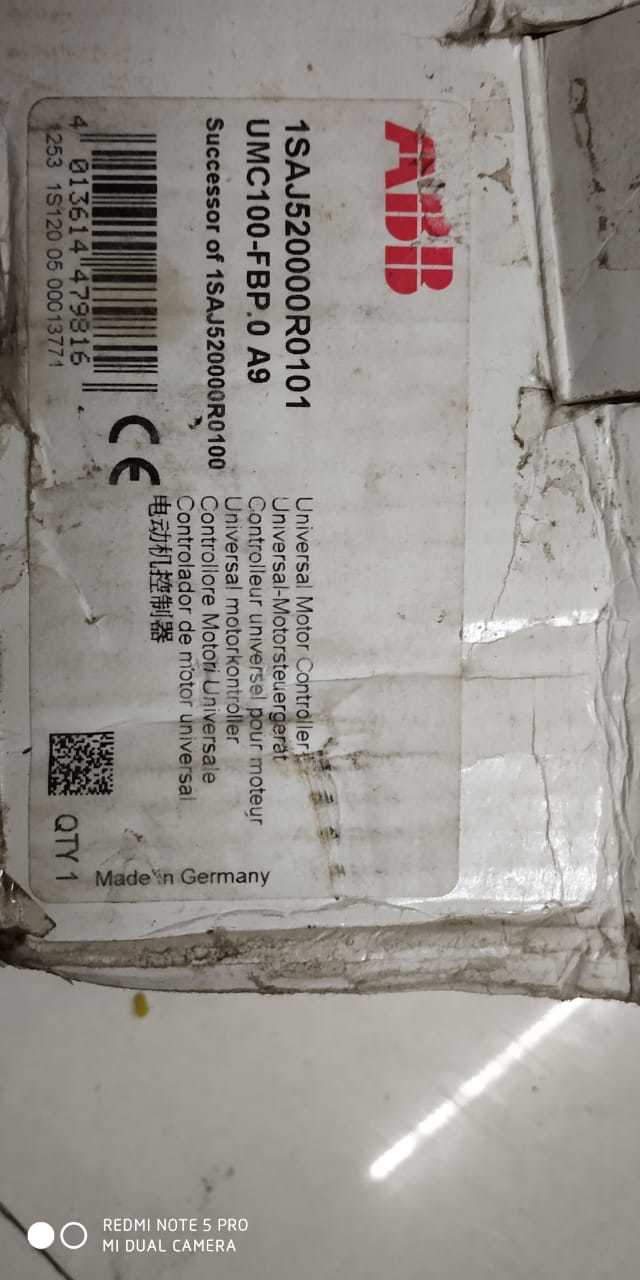 ABB
1SAJ520000R0101
UMC100-FBP.0 A9
Successor of 1SAJ520000R0100
4 013614 479816
1253 1S120 05 00013771
CE
Universal Motor Controller
Universal-Motorsteuergerät
Controlleur universel pour moteur
Universal motorkontroller
Controllore Motori Universale
Controlador de motor universal
电动机控制器
QTY 1
Made in Germany
REDMI NOTE 5 PRO
MI DUAL CAMERA